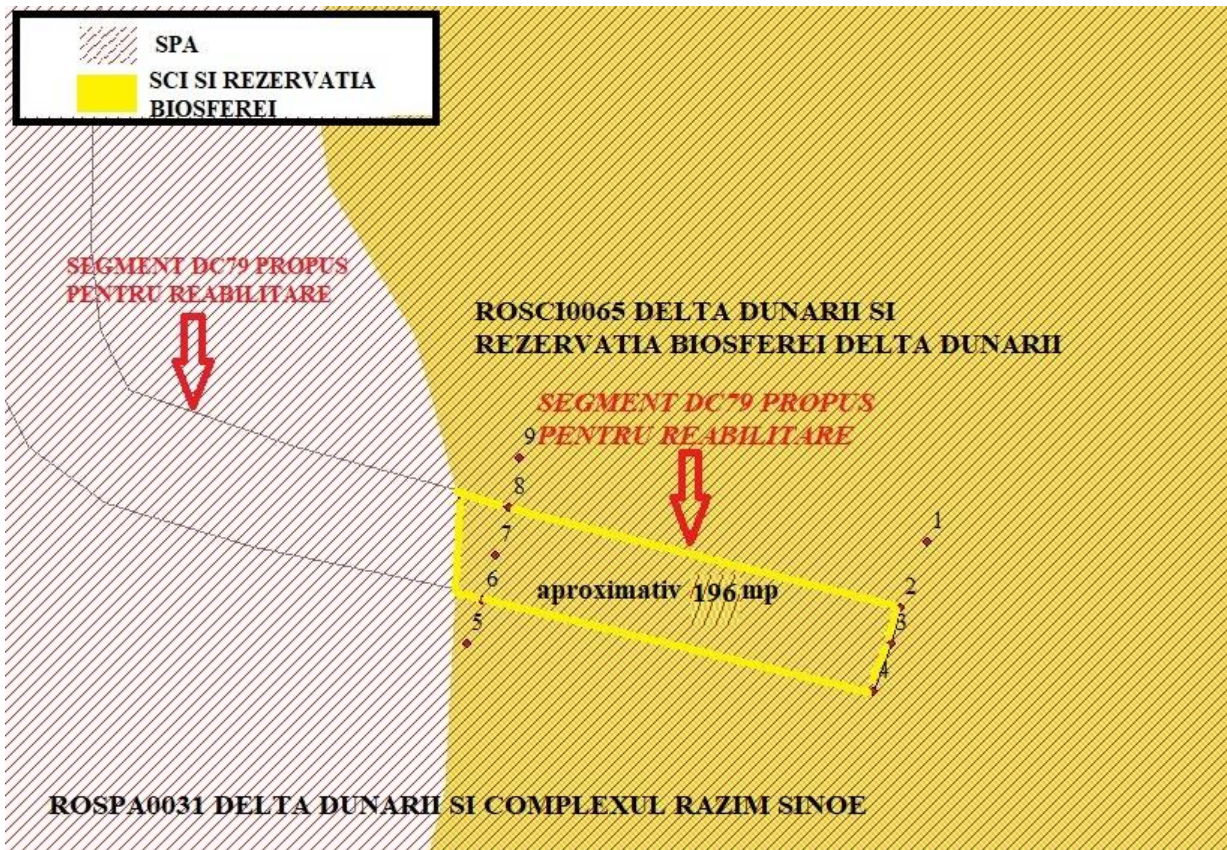 SPA
SCI SI REZERVATIA
BIOSFEREI
SEGMENT DC79 PROPUS
PENTRU REABILITARE
ROSCI0065 DELTA DUNARII SI
REZERVATIA BIOSFEREI DELTA DUNARII
SEGMENT DC79 PROPUS
PENTRU REABILITARE
9
8
7
6
5
1
2
3
4
aproximativ 196 mp
ROSPA0031 DELTA DUNARII SI COMPLEXUL RAZIM SINOE